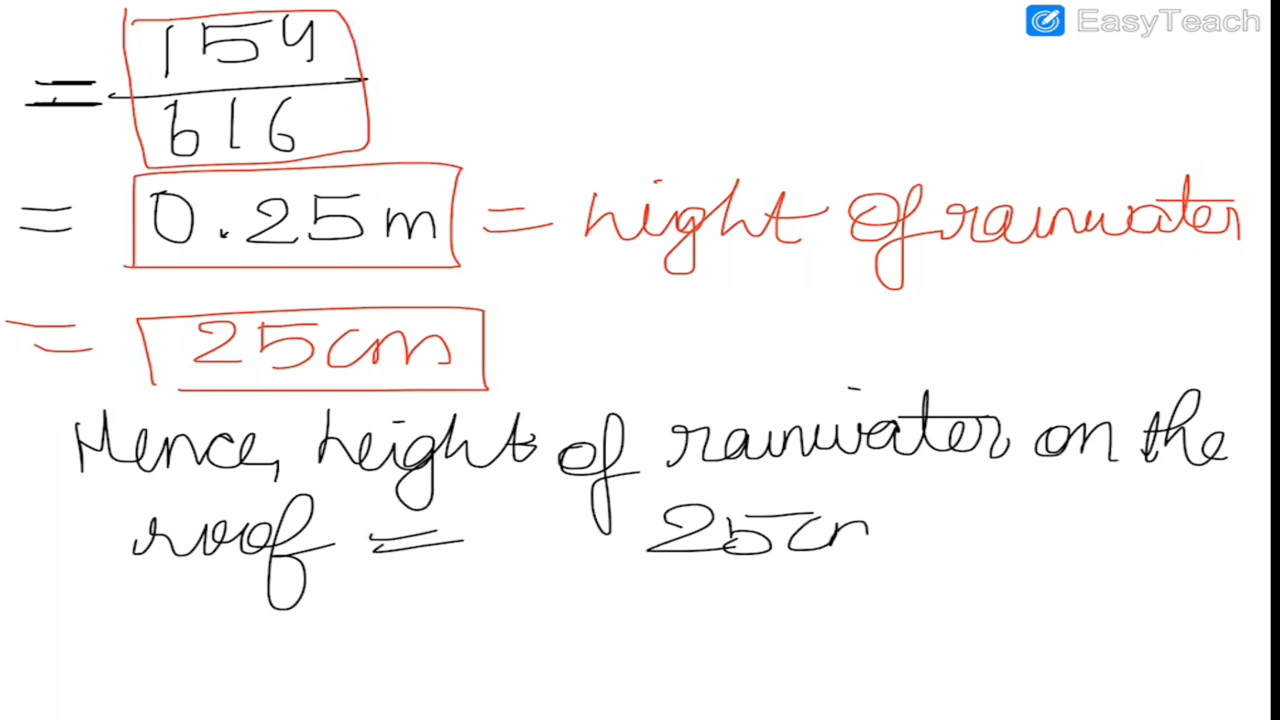 EasyTeach
= 154
616
= 0.25m = hight of rainwater
= 25cm
Hence, height of rainwater on the
roof = 25cm